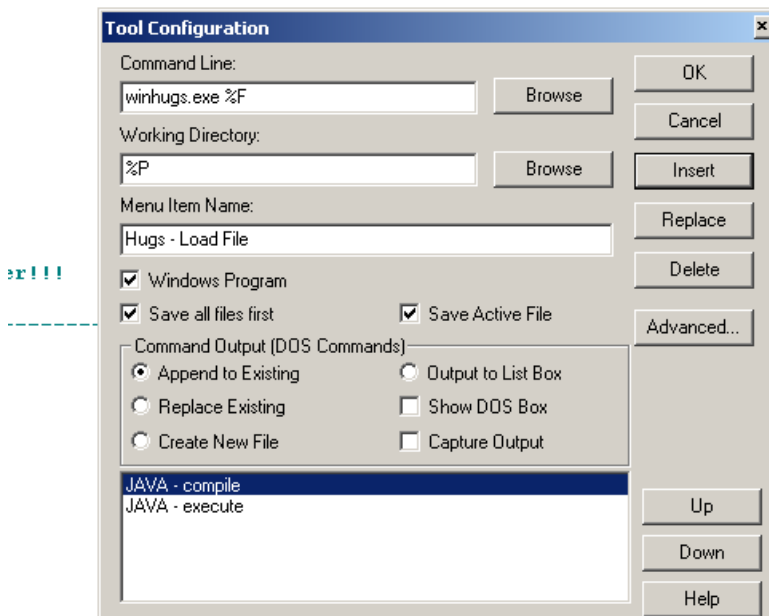 Tool Configuration
Command Line:
OK
winhugs.exe %F
Browse
Cancel
Working Directory:
%P
Browse
Insert
Menu Item Name:
Replace
Hugs - Load File
er!!!
Windows Program
Delete
Save all files first
Save Active File
Advanced...
Command Output (DOS Commands)
Append to Existing
Output to List Box
Replace Existing
Show DOS Box
Create New File
Capture Output
JAVA - compile
JAVA - execute
Up
Down
Help